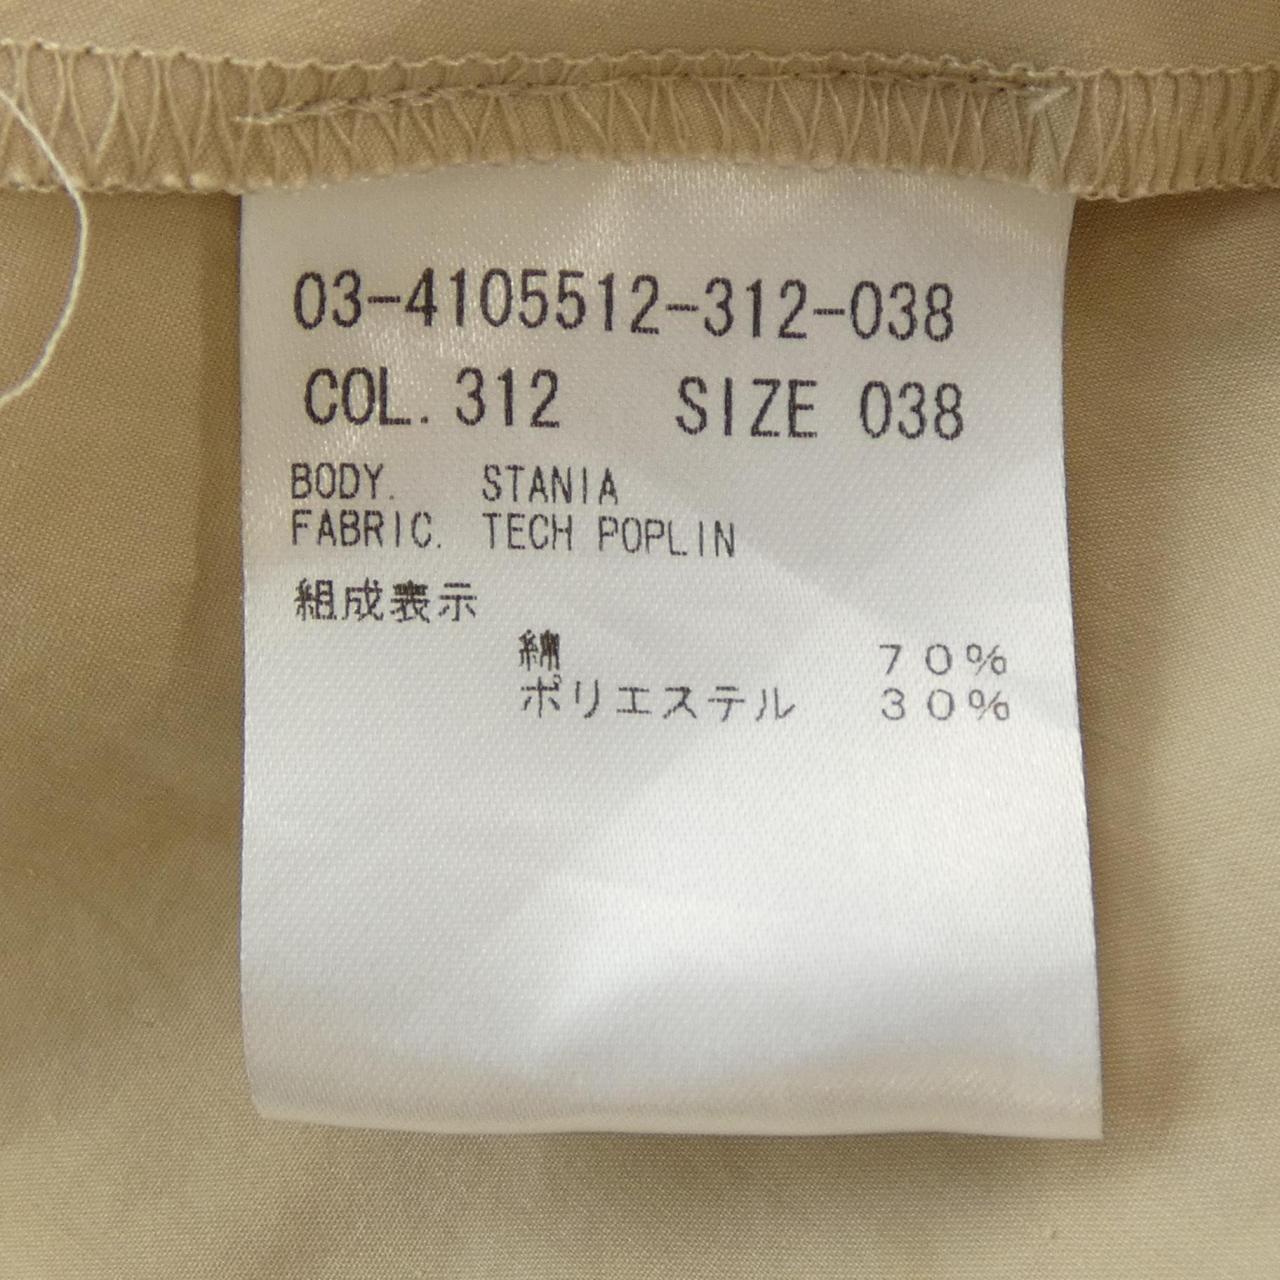 03-4105512-312-038
COL. 312 SIZE 038
BODY. STANIA
FABRIC. TECH POPLIN
組成表示
綿 70%
ポリエステル 30%